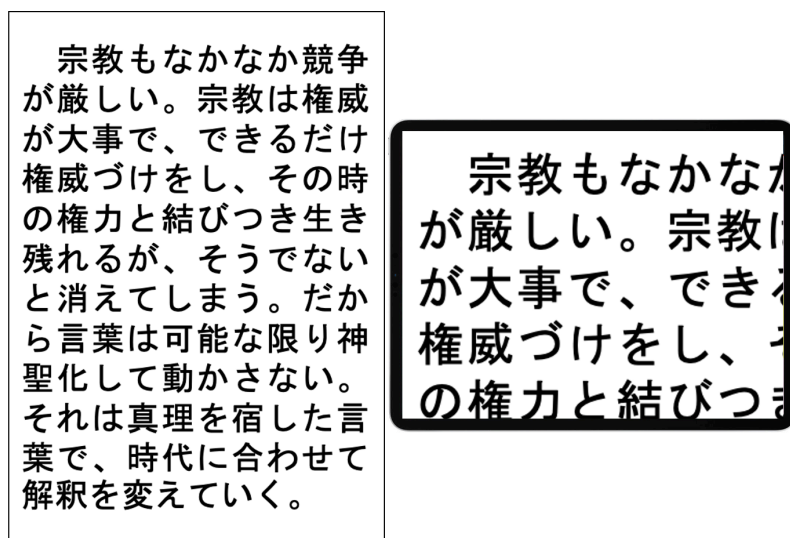 宗教もなかなか競争
が厳しい。宗教は権威
が大事で、できるだけ
権威づけをし、その時
の権力と結びつき生き
残れるが、そうでない
と消えてしまう。だか
ら言葉は可能な限り神
聖化して動かさない。
それは真理を宿した言
葉で、時代に合わせて
解釈を変えていく。
　宗教もなかな
が厳しい。宗教
が大事で、でき
権威づけをし、
の権力と結びつ